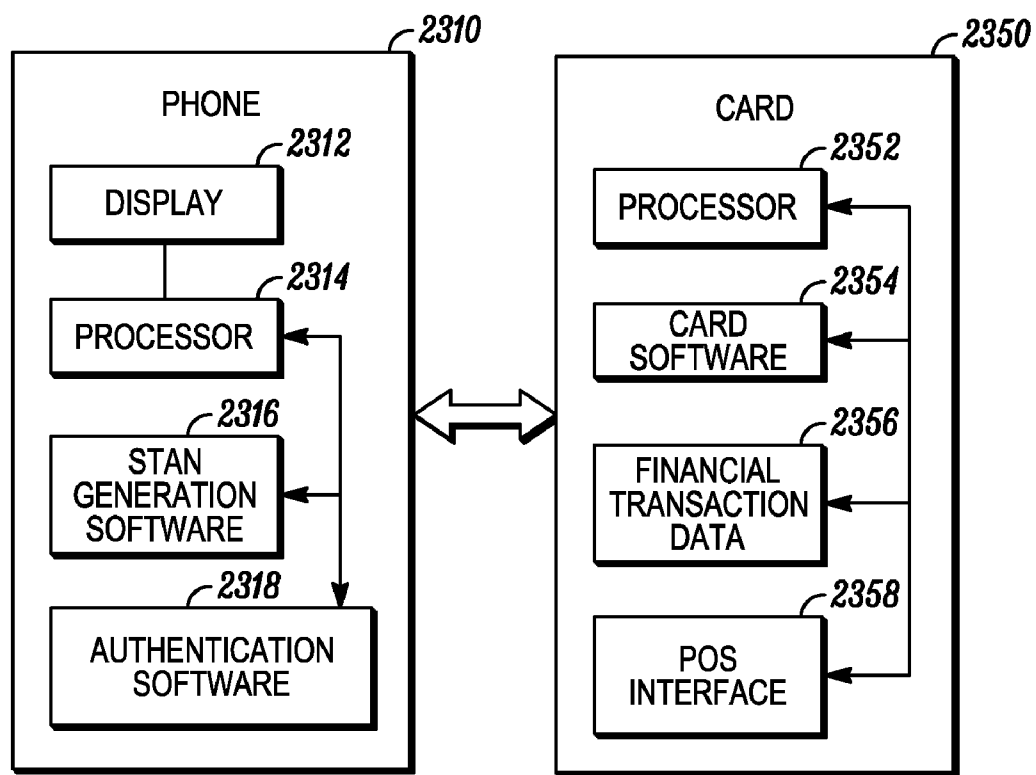 2310
PHONE
2312
DISPLAY
2314
PROCESSOR
2316
STAN
GENERATION
SOFTWARE
2318
AUTHENTICATION
SOFTWARE
2350
CARD
2352
PROCESSOR
2354
CARD
SOFTWARE
2356
FINANCIAL
TRANSACTION
DATA
2358
POS
INTERFACE